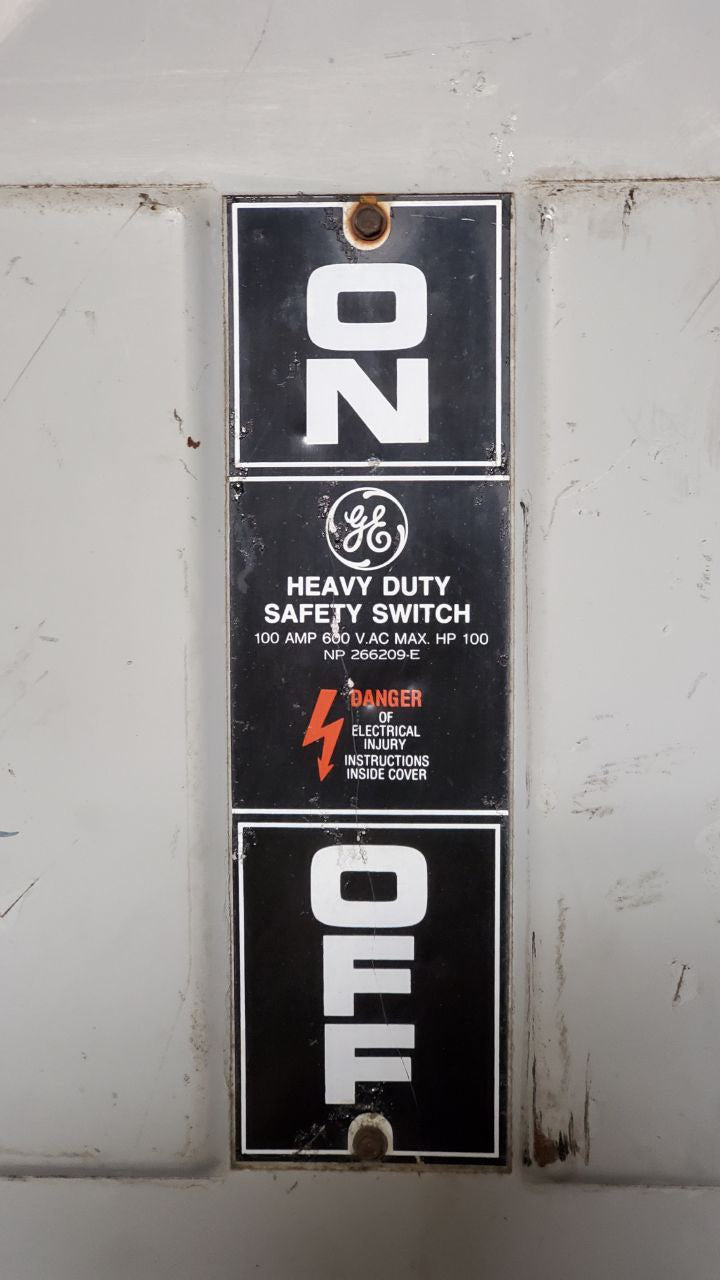 ON
GE
HEAVY DUTY
SAFETY SWITCH
100 AMP 600 V.AC MAX. HP 100
NP 266209-E
DANGER
OF
ELECTRICAL
INJURY
INSTRUCTIONS
INSIDE COVER
OFF